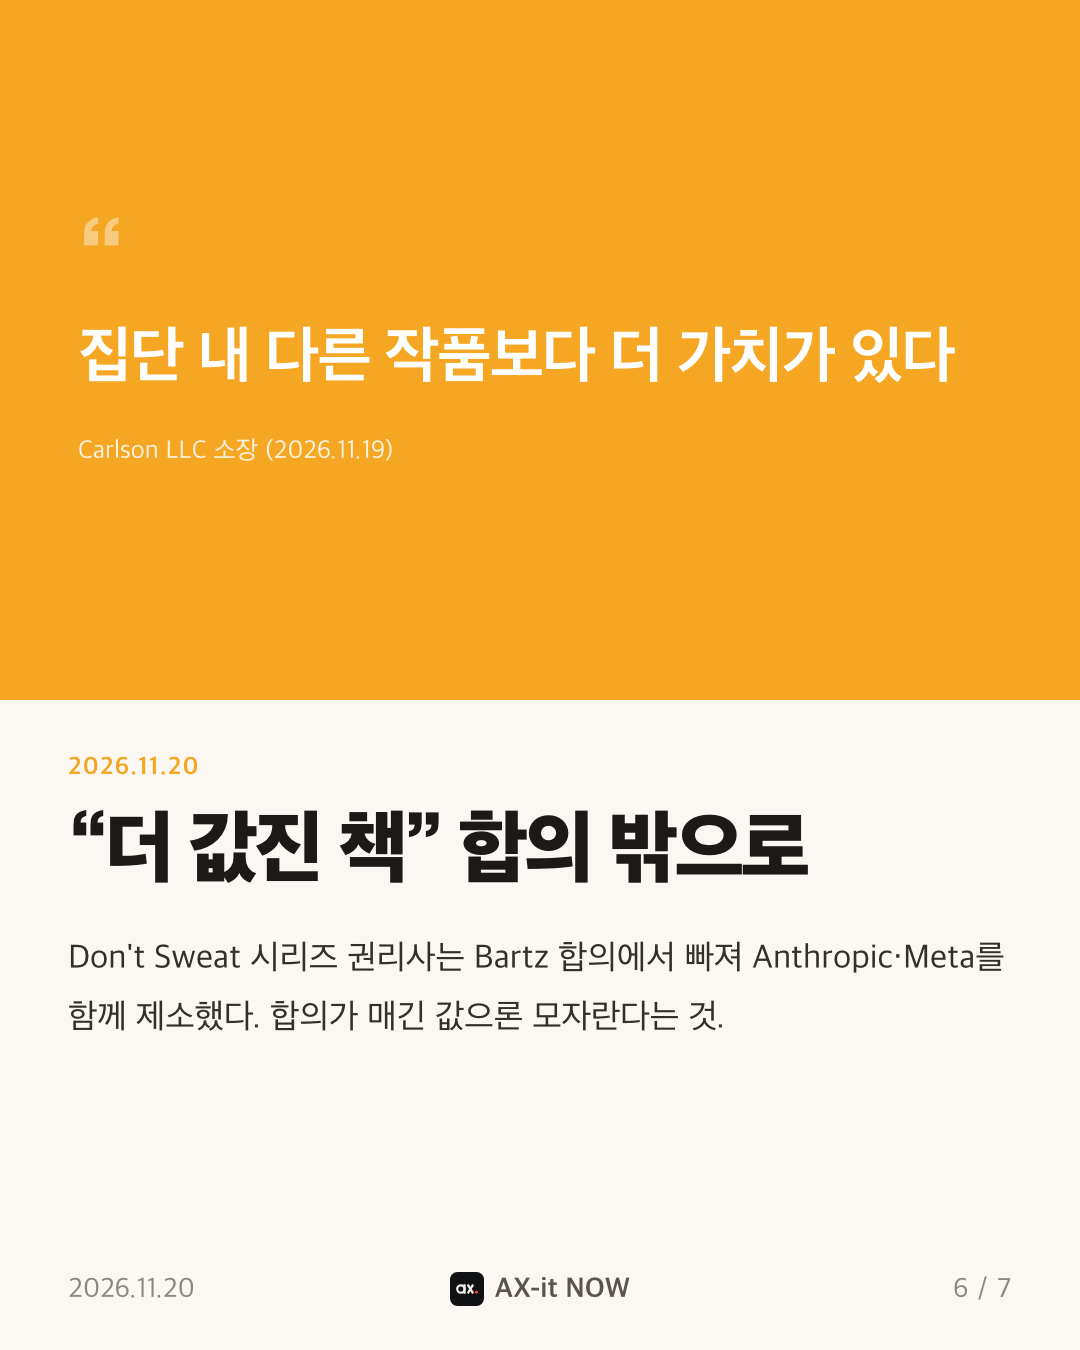 “
집단 내 다른 작품보다 더 가치가 있다
Carlson LLC 소장 (2026.11.19)
2026.11.20
“더 값진 책” 합의 밖으로
Don't Sweat 시리즈 권리사는 Bartz 합의에서 빠져 Anthropic·Meta를
함께 제소했다. 합의가 매긴 값으론 모자란다는 것.
2026.11.20
ax. AX-it NOW
6 / 7